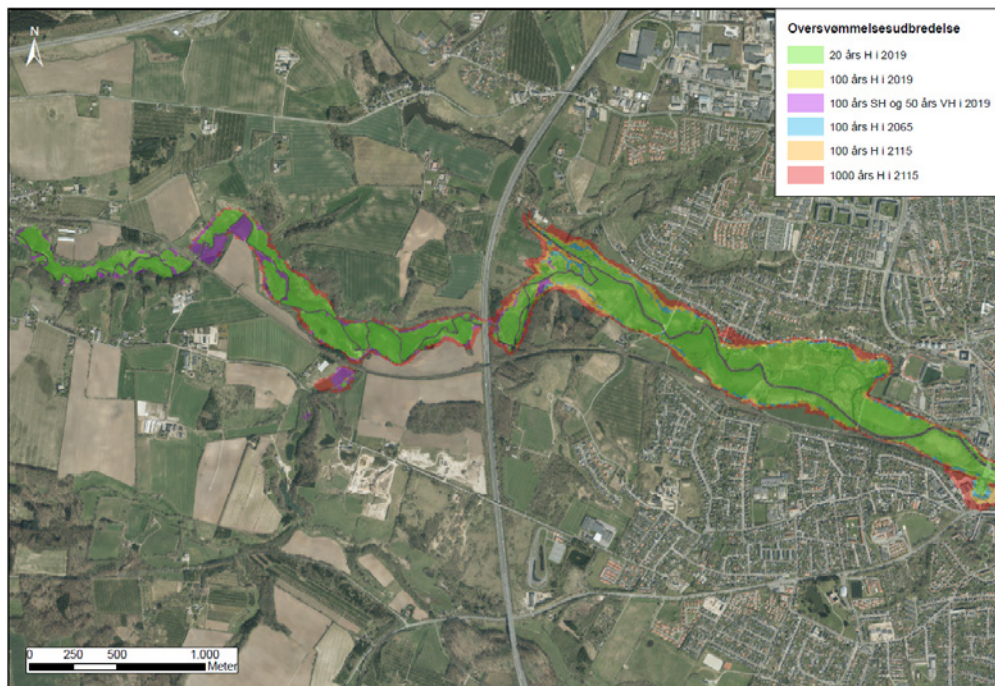 Oversvømmelsesudbredelse
20 års H i 2019
100 års H i 2019
100 års SH og 50 års VH i 2019
100 års H i 2065
100 års H i 2115
1000 års H i 2115
N
0 250 500 1.000
Meter